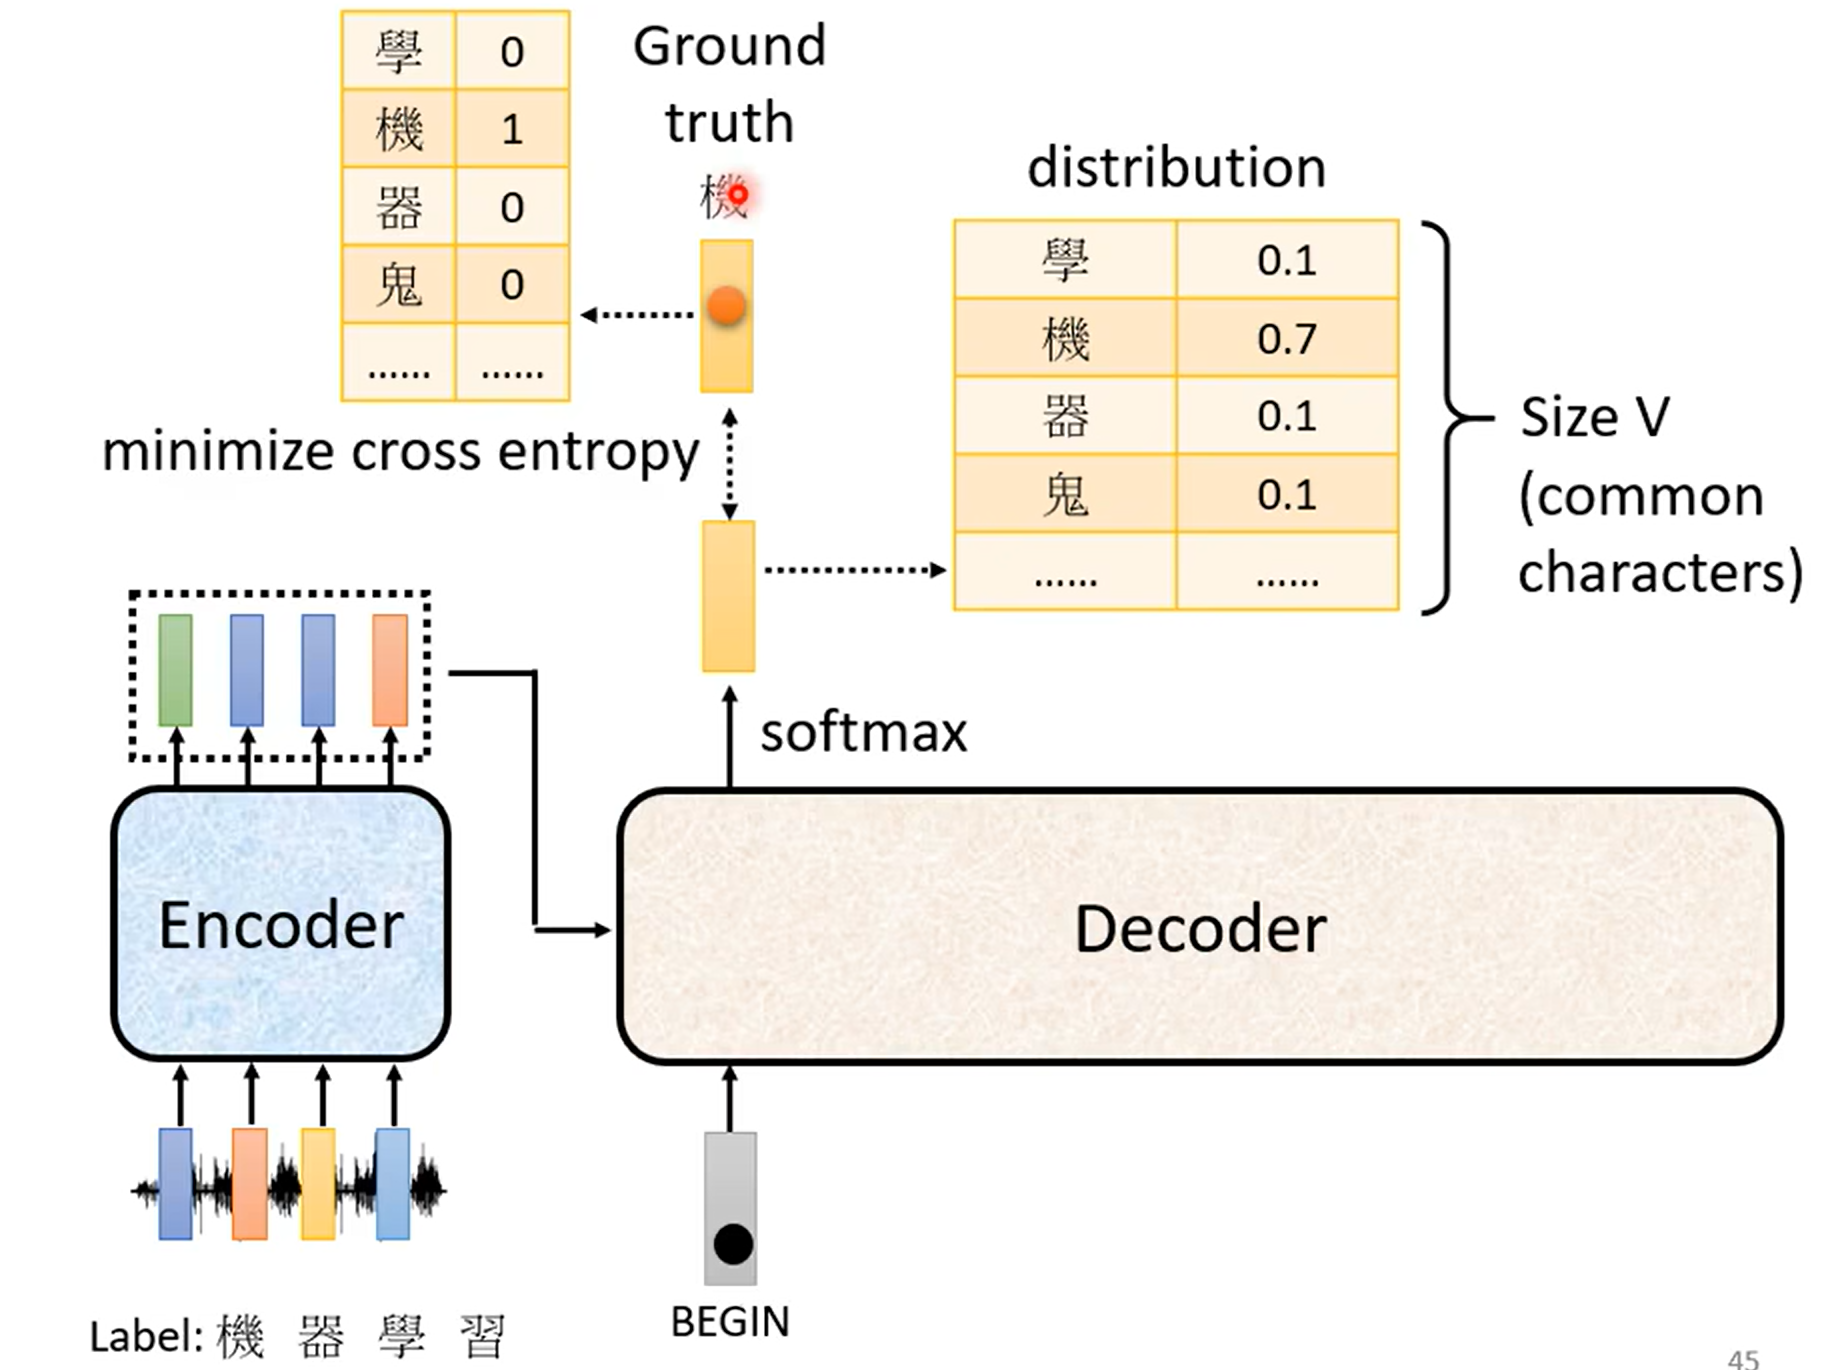 學 0
機 1
器 0
鬼 0
...... ......
Ground
truth
機
minimize cross entropy
distribution
學 0.1
機 0.7
器 0.1
鬼 0.1
...... ......
Size V
(common
characters)
softmax
Encoder
Decoder
BEGIN
Label: 機 器 學 習
45